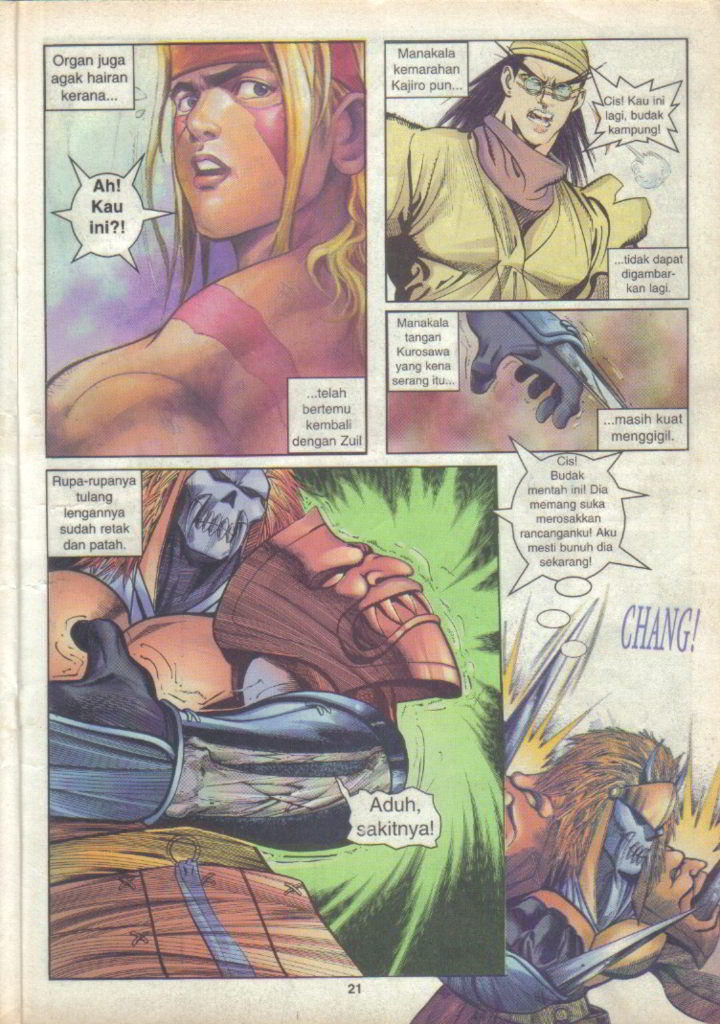 Organ juga
agak hairan
kerana...
Ah!
Kau
ini?!
...telah
bertemu
kembali
dengan Zuil
Manakala
kemarahan
Kajiro pun...
Cis! Kau ini
lagi, budak
kampung!
...tidak dapat
digambar-
kan lagi.
Manakala
tangan
Kurosawa
yang kena
serang itu...
...masih kuat
menggigil.
Rupa-rupanya
tulang
lengannya
sudah retak
dan patah.
Aduh,
sakitnya!
Cis!
Budak
mentah ini! Dia
memang suka
merosakkan
rancanganku! Aku
mesti bunuh dia
sekarang!
CHANG!
21